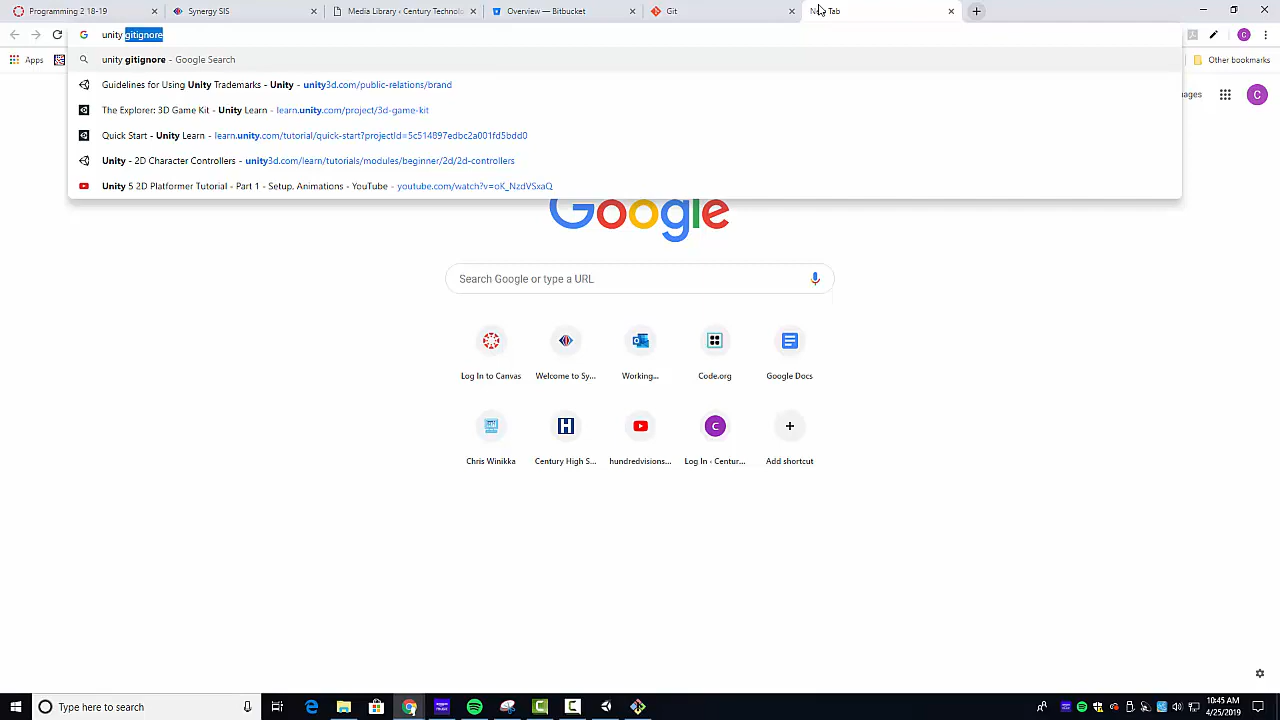 Programming 2 18-19
Synergy SIS
Media Library ‹ Century Technol
Overview — Bitbucket
Git
unity gitignore
Apps
Other bookmarks
unity gitignore - Google Search
Guidelines for Using Unity Trademarks - Unity - unity3d.com/public-relations/brand
The Explorer: 3D Game Kit - Unity Learn - learn.unity.com/project/3d-game-kit
Quick Start - Unity Learn - learn.unity.com/tutorial/quick-start?projectId=5c514897edbc2a001fd5bdd0
Unity - 2D Character Controllers - unity3d.com/learn/tutorials/modules/beginner/2d/2d-controllers
Unity 5 2D Platformer Tutorial - Part 1 - Setup, Animations - YouTube - youtube.com/watch?v=oK_NzdVSxaQ
ages
C
Google
Search Google or type a URL
Log In to Canvas
Welcome to Sy...
Working...
Code.org
Google Docs
Chris Winikka
Century High S...
hundredvisions...
Log In ‹ Centur...
Add shortcut
Type here to search
10:45 AM
4/25/2019